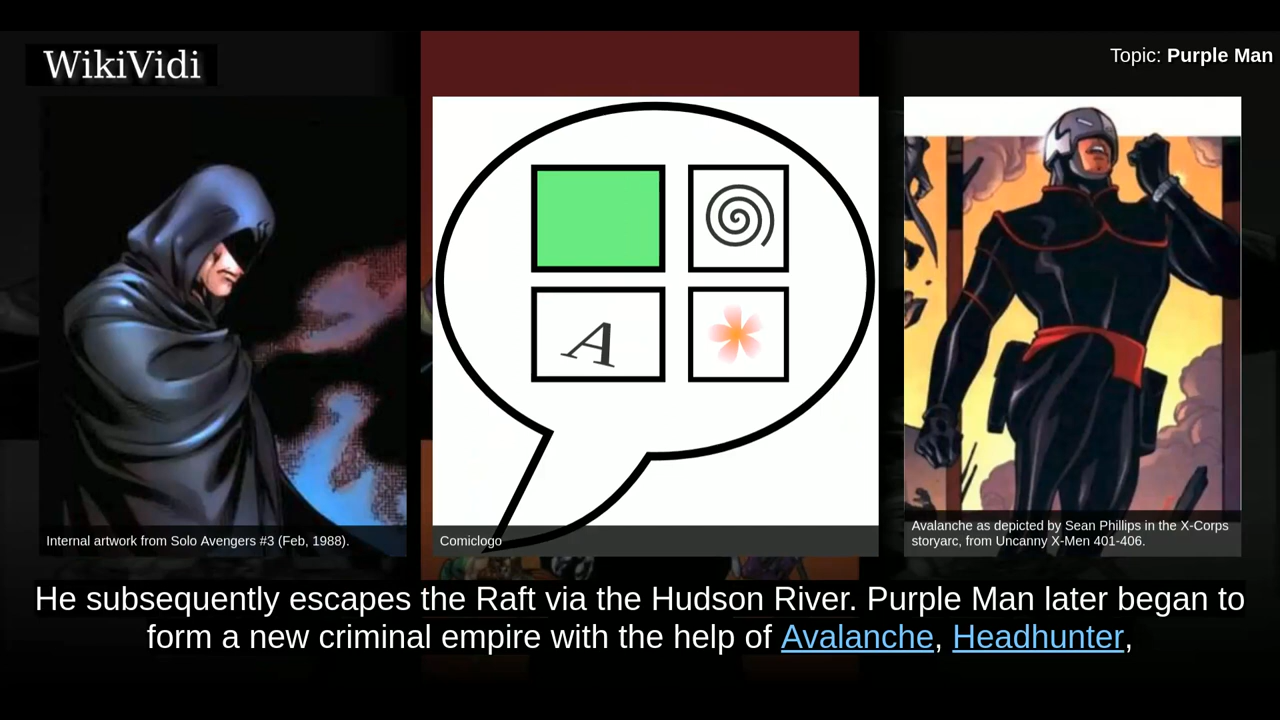 WikiVidi
Topic: Purple Man
A
Internal artwork from Solo Avengers #3 (Feb, 1988).
Comiclogo
Avalanche as depicted by Sean Phillips in the X-Corps
storyarc, from Uncanny X-Men 401-406.
He subsequently escapes the Raft via the Hudson River. Purple Man later began to
form a new criminal empire with the help of Avalanche, Headhunter,